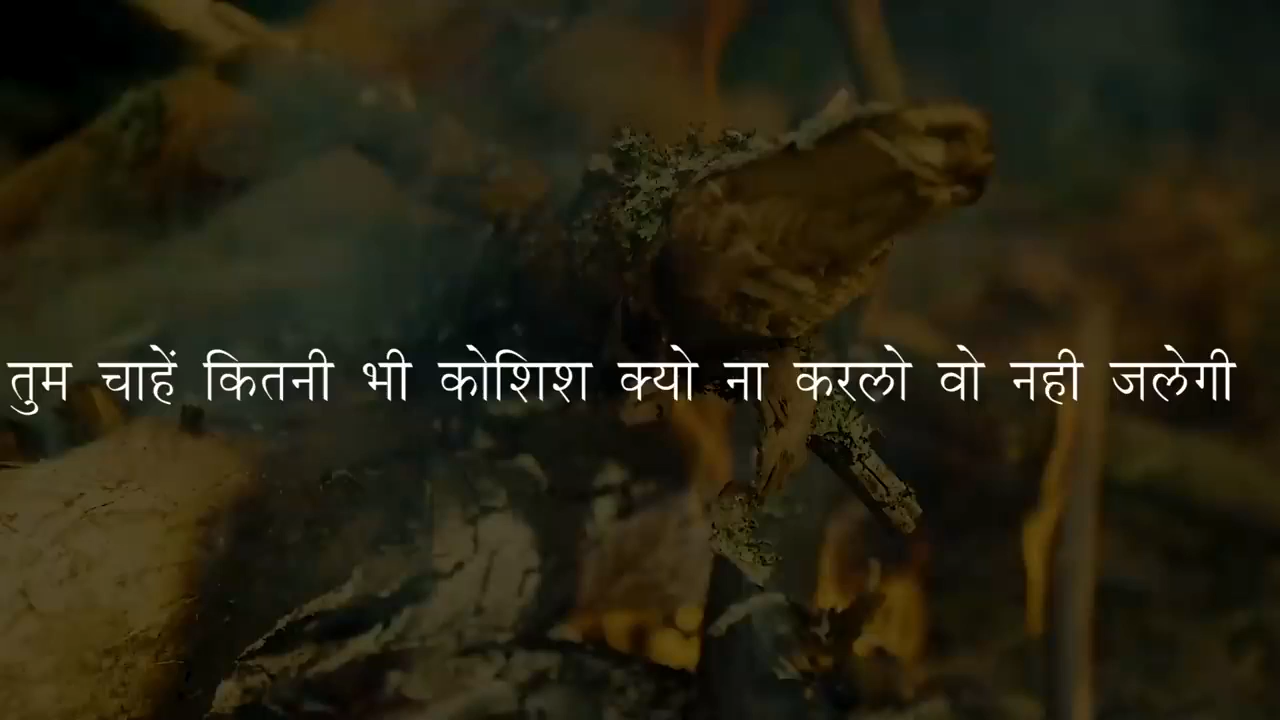 तुम चाहें कितनी भी कोशिश क्यो ना करलो वो नही जलेगी